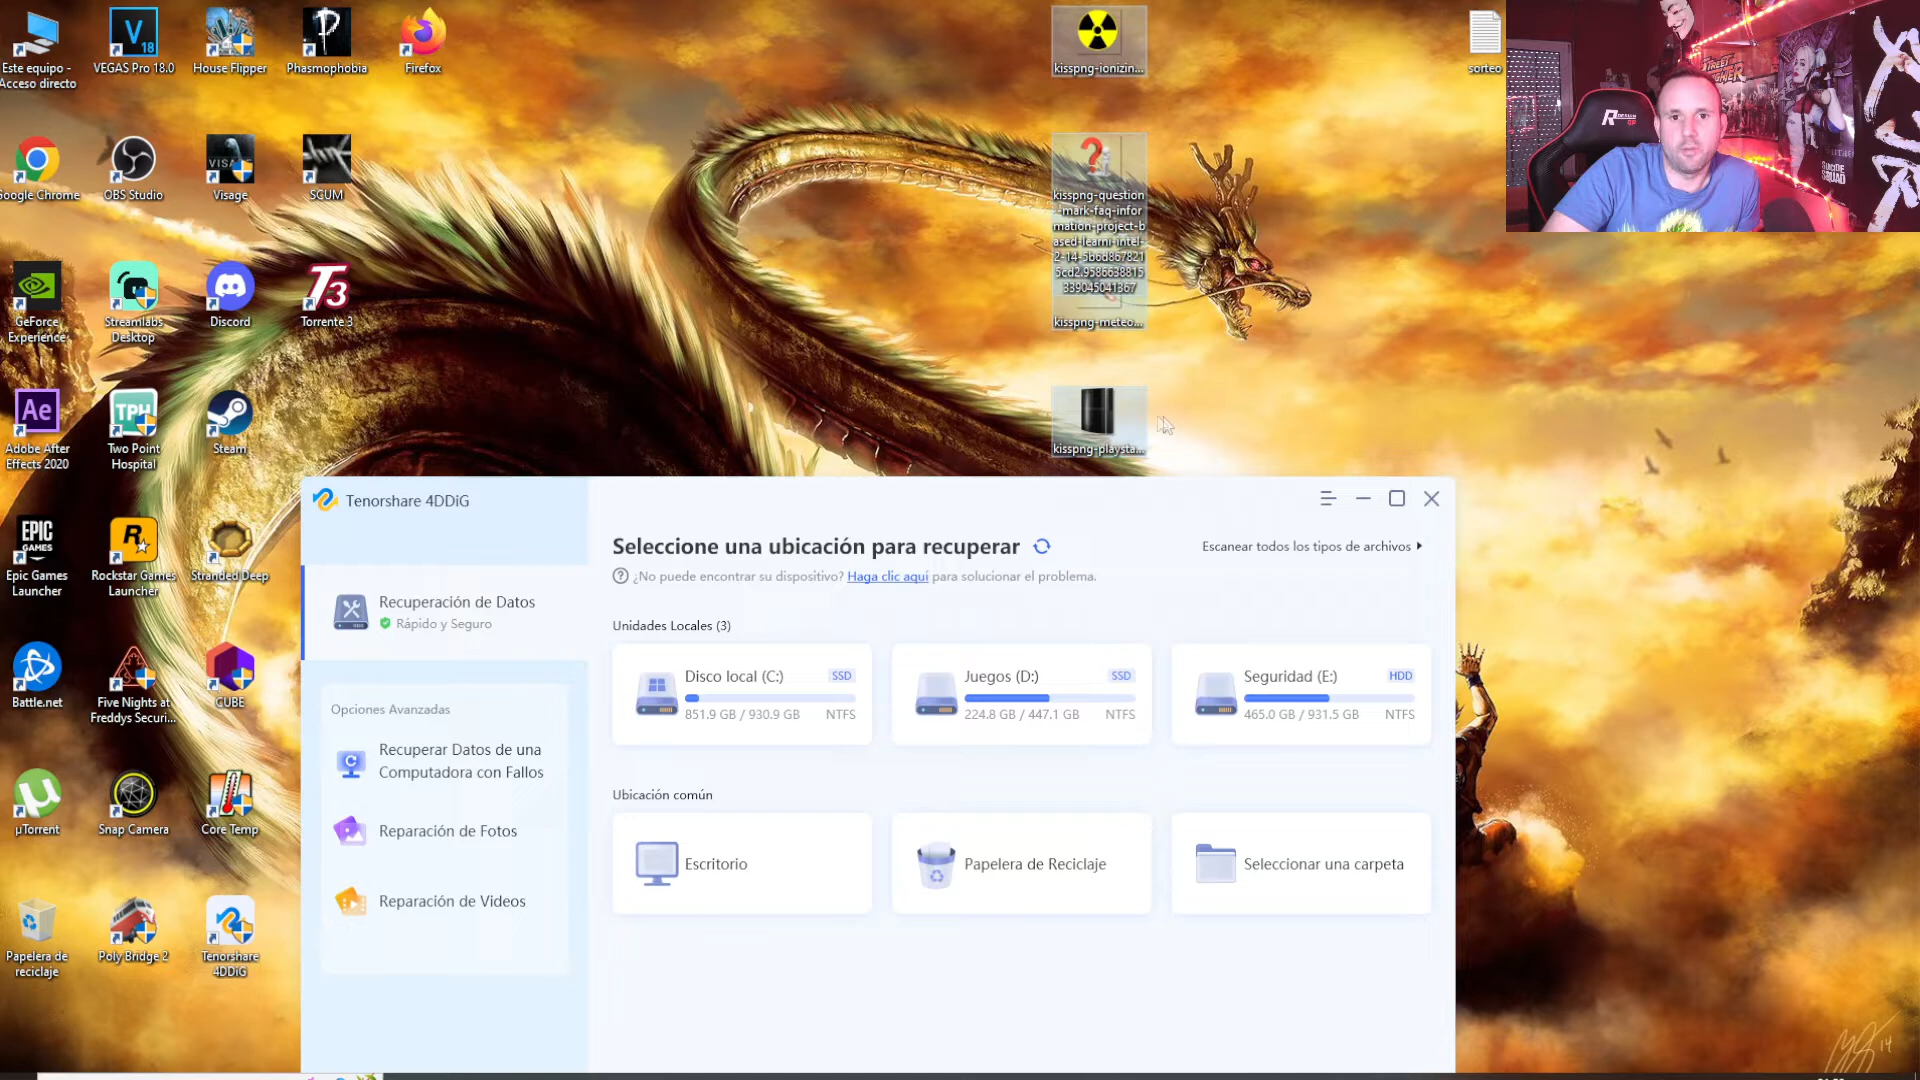 Este equipo -
Acceso directo
VEGAS Pro 18.0
House Flipper
Phasmophobia
Firefox
kisspng-ionizin...
sorteo
Google Chrome
OBS Studio
Visage
SCUM
kisspng-question
-mark-faq-infor
mation-project-b
ased-learni-intel-
2-14-5b6d867821
5cd2.9586638815
339045041367
kisspng-meteo...
GeForce
Experience
Streamlabs
Desktop
Discord
Torrente 3
Adobe After
Effects 2020
Two Point
Hospital
Steam
kisspng-playsta...
Epic Games
Launcher
Rockstar Games
Launcher
Stranded Deep
Battle.net
Five Nights at
Freddys Securi...
CUBE
µTorrent
Snap Camera
Core Temp
Papelera de
reciclaje
Poly Bridge 2
Tenorshare
4DDiG
Tenorshare 4DDiG
Seleccione una ubicación para recuperar
Escanear todos los tipos de archivos
¿No puede encontrar su dispositivo? Haga clic aquí para solucionar el problema.
Recuperación de Datos
Rápido y Seguro
Opciones Avanzadas
Recuperar Datos de una
Computadora con Fallos
Reparación de Fotos
Reparación de Videos
Unidades Locales (3)
Disco local (C:) SSD
851.9 GB / 930.9 GB NTFS
Juegos (D:) SSD
224.8 GB / 447.1 GB NTFS
Seguridad (E:) HDD
465.0 GB / 931.5 GB NTFS
Ubicación común
Escritorio
Papelera de Reciclaje
Seleccionar una carpeta
SUICIDE
SQUAD